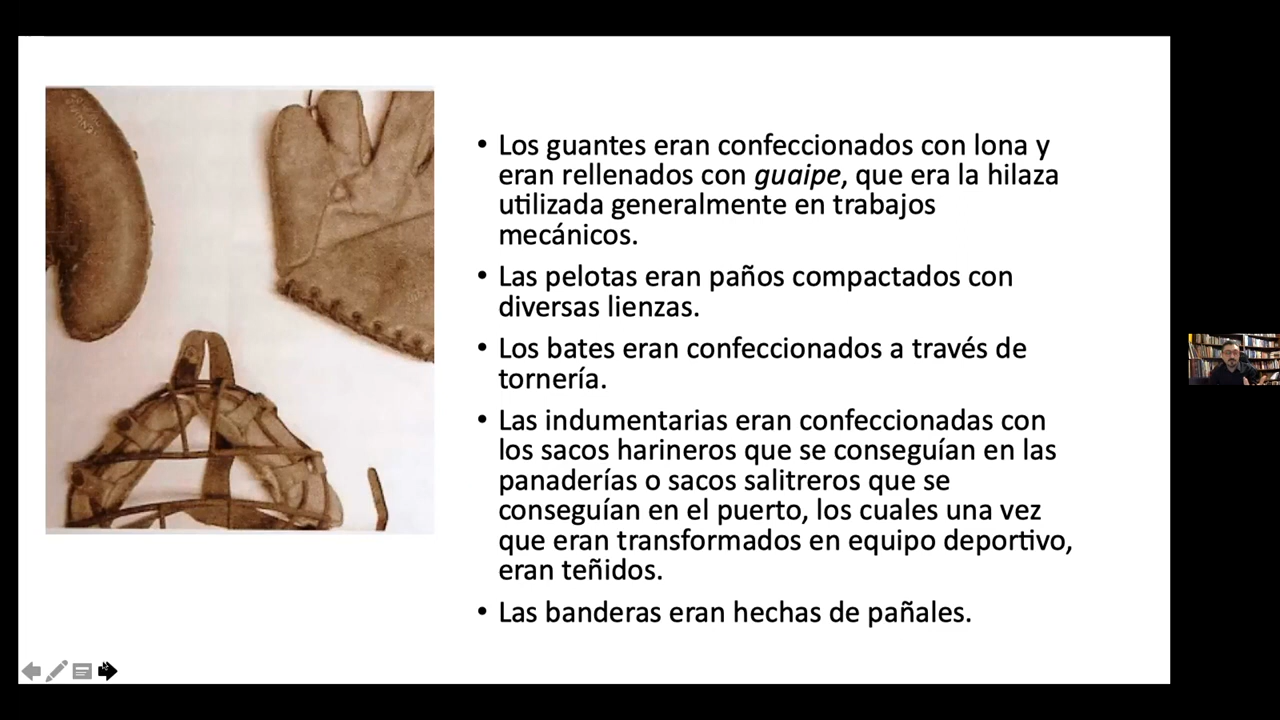 • Los guantes eran confeccionados con lona y
eran rellenados con guaipe, que era la hilaza
utilizada generalmente en trabajos
mecánicos.
• Las pelotas eran paños compactados con
diversas lienzas.
• Los bates eran confeccionados a través de
tornería.
• Las indumentarias eran confeccionadas con
los sacos harineros que se conseguían en las
panaderías o sacos salitreros que se
conseguían en el puerto, los cuales una vez
que eran transformados en equipo deportivo,
eran teñidos.
• Las banderas eran hechas de pañales.